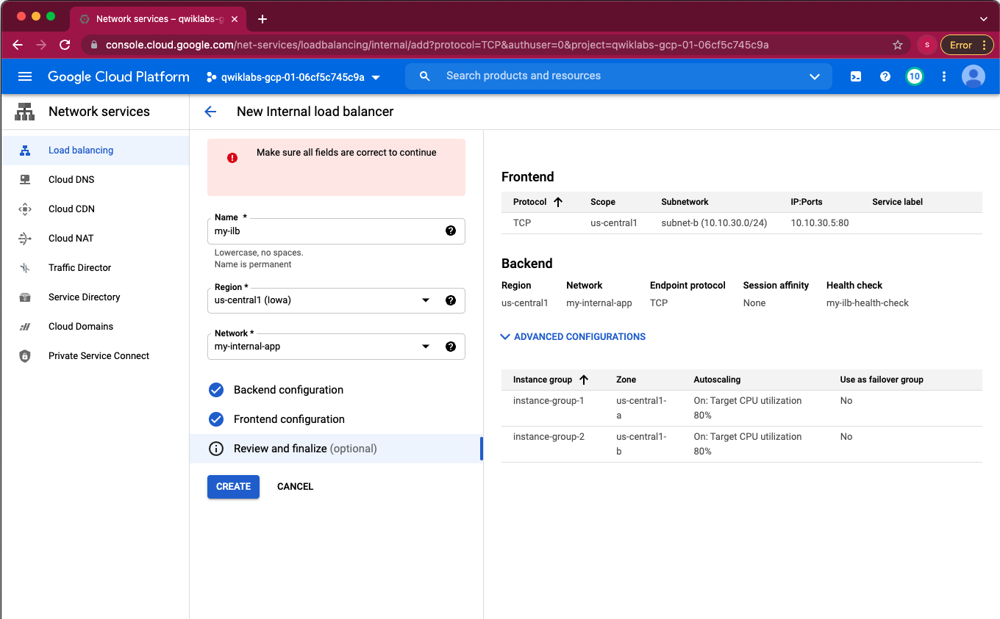 Network services – qwiklabs-g
console.cloud.google.com/net-services/loadbalancing/internal/add?protocol=TCP&authuser=0&project=qwiklabs-gcp-01-06cf5c745c9a
S
Error
Google Cloud Platform
qwiklabs-gcp-01-06cf5c745c9a
Search products and resources
10
Network services
Load balancing
Cloud DNS
Cloud CDN
Cloud NAT
Traffic Director
Service Directory
Cloud Domains
Private Service Connect
New Internal load balancer
Make sure all fields are correct to continue
Name *
my-ilb
Lowercase, no spaces.
Name is permanent
Region *
us-central1 (Iowa)
Network *
my-internal-app
Backend configuration
Frontend configuration
Review and finalize (optional)
CREATE CANCEL
Frontend
Protocol Scope Subnetwork IP:Ports Service label
TCP us-central1 subnet-b (10.10.30.0/24) 10.10.30.5:80
Backend
Region Network Endpoint protocol Session affinity Health check
us-central1 my-internal-app TCP None my-ilb-health-check
ADVANCED CONFIGURATIONS
Instance group Zone Autoscaling Use as failover group
instance-group-1 us-central1- On: Target CPU utilization No
a 80%
instance-group-2 us-central1- On: Target CPU utilization No
b 80%